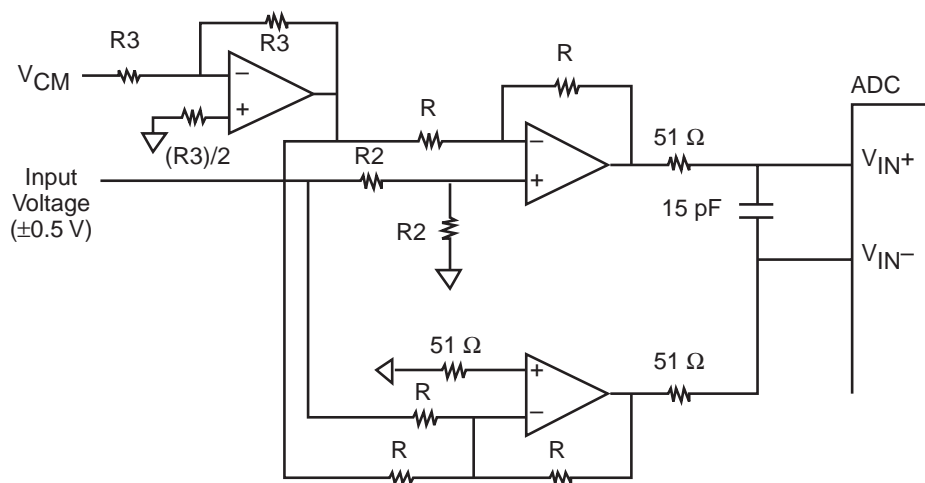 R3
R3
VCM
−
+
(R3)/2
Input
Voltage
(±0.5 V)
R
R
R2
R2
−
+
51 Ω
15 pF
ADC
VIN+
VIN−
51 Ω
R
R
R
+
−
51 Ω